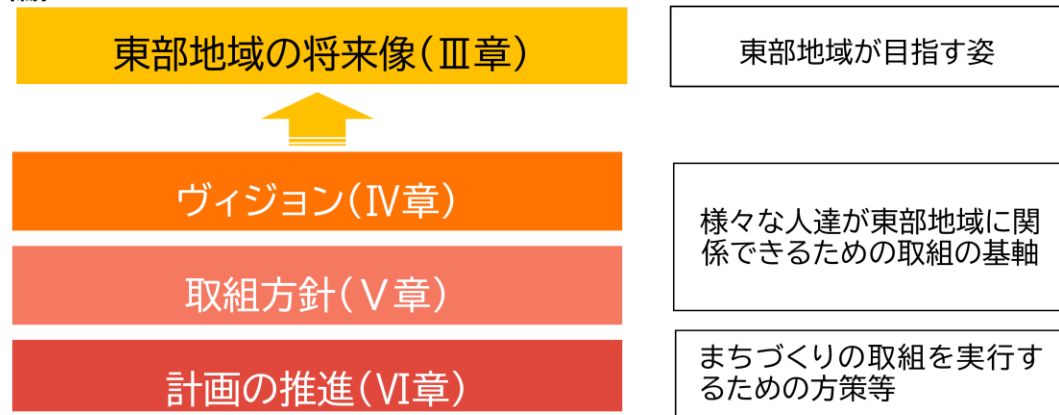 東部地域の将来像(Ⅲ章)
東部地域が目指す姿
ヴィジョン(Ⅳ章)
様々な人達が東部地域に関
係できるための取組の基軸
取組方針(Ⅴ章)
計画の推進(Ⅵ章)
まちづくりの取組を実行す
るための方策等